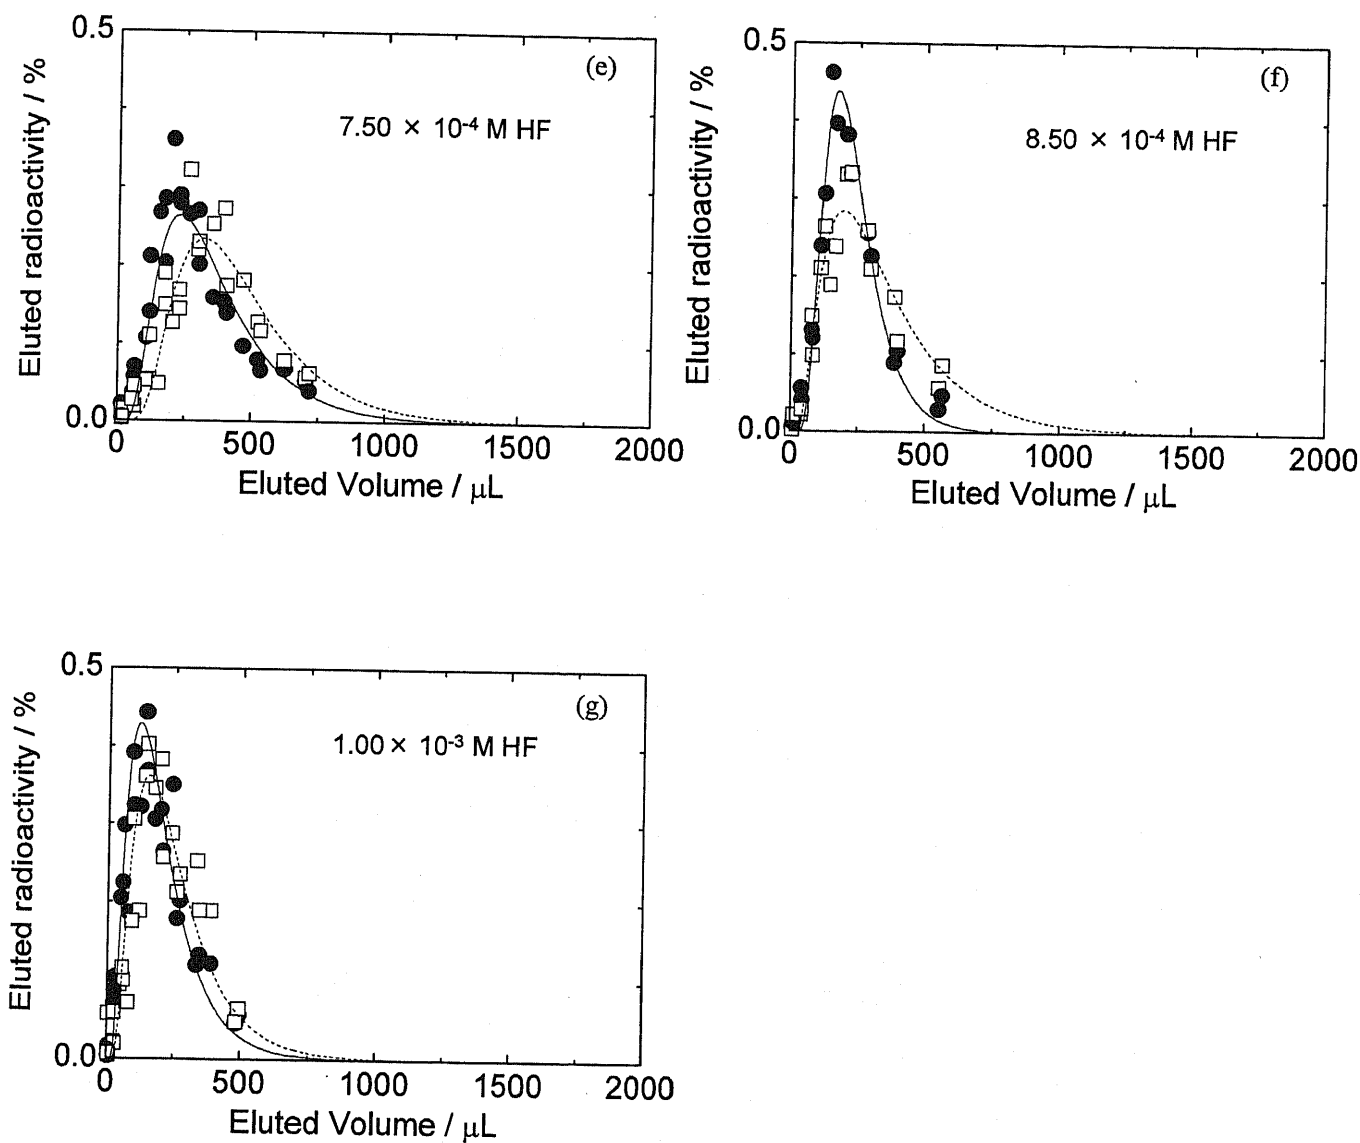 0.5
(e)
7.50 × 10-4 M HF
Eluted radioactivity / %
0.0
0 500 1000 1500 2000
Eluted Volume / μL
0.5
(f)
8.50 × 10-4 M HF
Eluted radioactivity / %
0.0
0 500 1000 1500 2000
Eluted Volume / μL
0.5
(g)
1.00 × 10-3 M HF
Eluted radioactivity / %
0.0
0 500 1000 1500 2000
Eluted Volume / μL